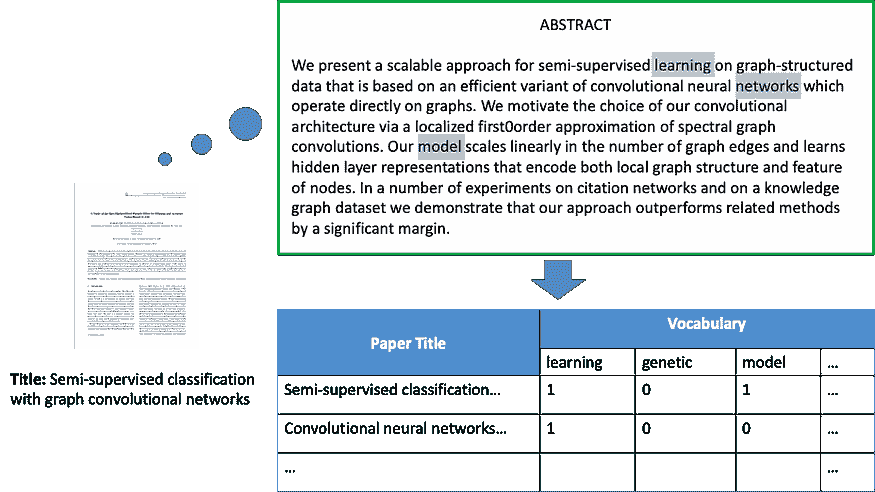 ABSTRACT
We present a scalable approach for semi-supervised learning on graph-structured
data that is based on an efficient variant of convolutional neural networks which
operate directly on graphs. We motivate the choice of our convolutional
architecture via a localized first0order approximation of spectral graph
convolutions. Our model scales linearly in the number of graph edges and learns
hidden layer representations that encode both local graph structure and feature
of nodes. In a number of experiments on citation networks and on a knowledge
graph dataset we demonstrate that our approach outperforms related methods
by a significant margin.
Title: Semi-supervised classification
with graph convolutional networks
Paper Title Vocabulary
learning genetic model ...
Semi-supervised classification... 1 0 1 ...
Convolutional neural networks... 1 0 0 ...
... ...